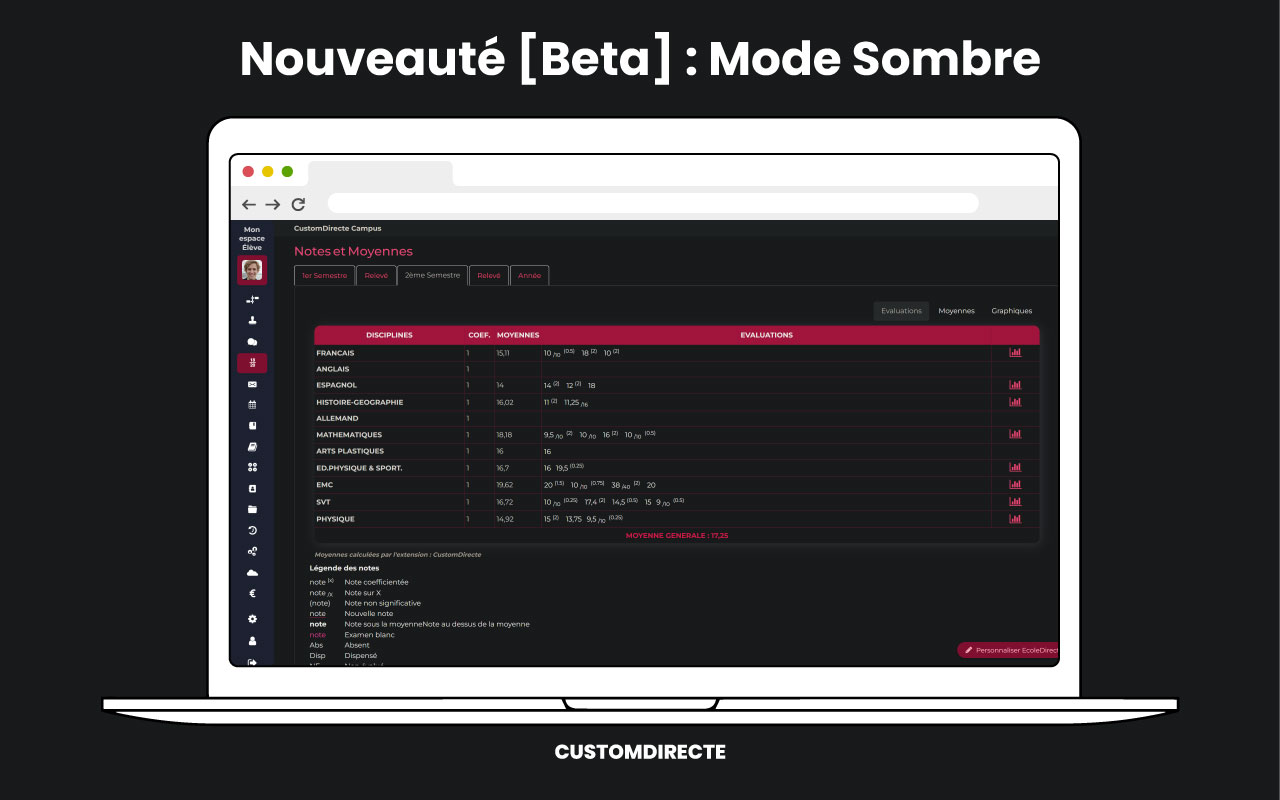 Nouveauté [Beta] : Mode Sombre
Mon
espace
Élève
CustomDirecte Campus
Notes et Moyennes
1er Semestre Relevé 2ème Semestre Relevé Année
Evaluations Moyennes Graphiques
DISCIPLINES COEF. MOYENNES EVALUATIONS
FRANCAIS 1 15,11 10 /10 (0.5) 18 (2) 10 (2)
ANGLAIS 1
ESPAGNOL 1 14 14 (2) 12 (2) 18
HISTOIRE-GEOGRAPHIE 1 16,02 11 (2) 11,25 /16
ALLEMAND 1
MATHEMATIQUES 1 18,18 9,5 /10 (2) 10 /10 16 (2) 10 /10 (0.5)
ARTS PLASTIQUES 1 16 16
ED.PHYSIQUE & SPORT. 1 16,7 16 19,5 (0.25)
EMC 1 19,62 20 (1.5) 10 /10 (0.75) 38 /40 (2) 20
SVT 1 16,72 10 /10 (0.25) 17,4 (2) 14,5 (0.5) 15 9 /10 (0.5)
PHYSIQUE 1 14,92 15 (2) 13,75 9,5 /10 (0.25)
MOYENNE GENERALE : 17,25
Moyennes calculées par l'extension : CustomDirecte
Légende des notes
note (x) Note coefficientée
note /X Note sur X
(note) Note non significative
note Nouvelle note
note Note sous la moyenneNote au dessus de la moyenne
note Examen blanc
Abs Absent
Disp Dispensé
Personnaliser EcoleDirect
CUSTOMDIRECTE